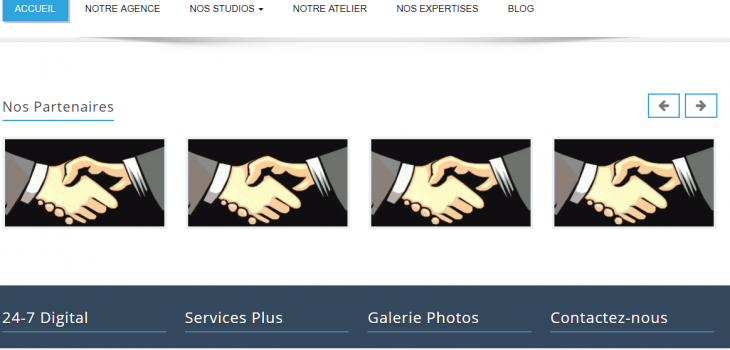 ACCUEIL NOTRE AGENCE NOS STUDIOS NOTRE ATELIER NOS EXPERTISES BLOG
Nos Partenaires
24-7 Digital Services Plus Galerie Photos Contactez-nous